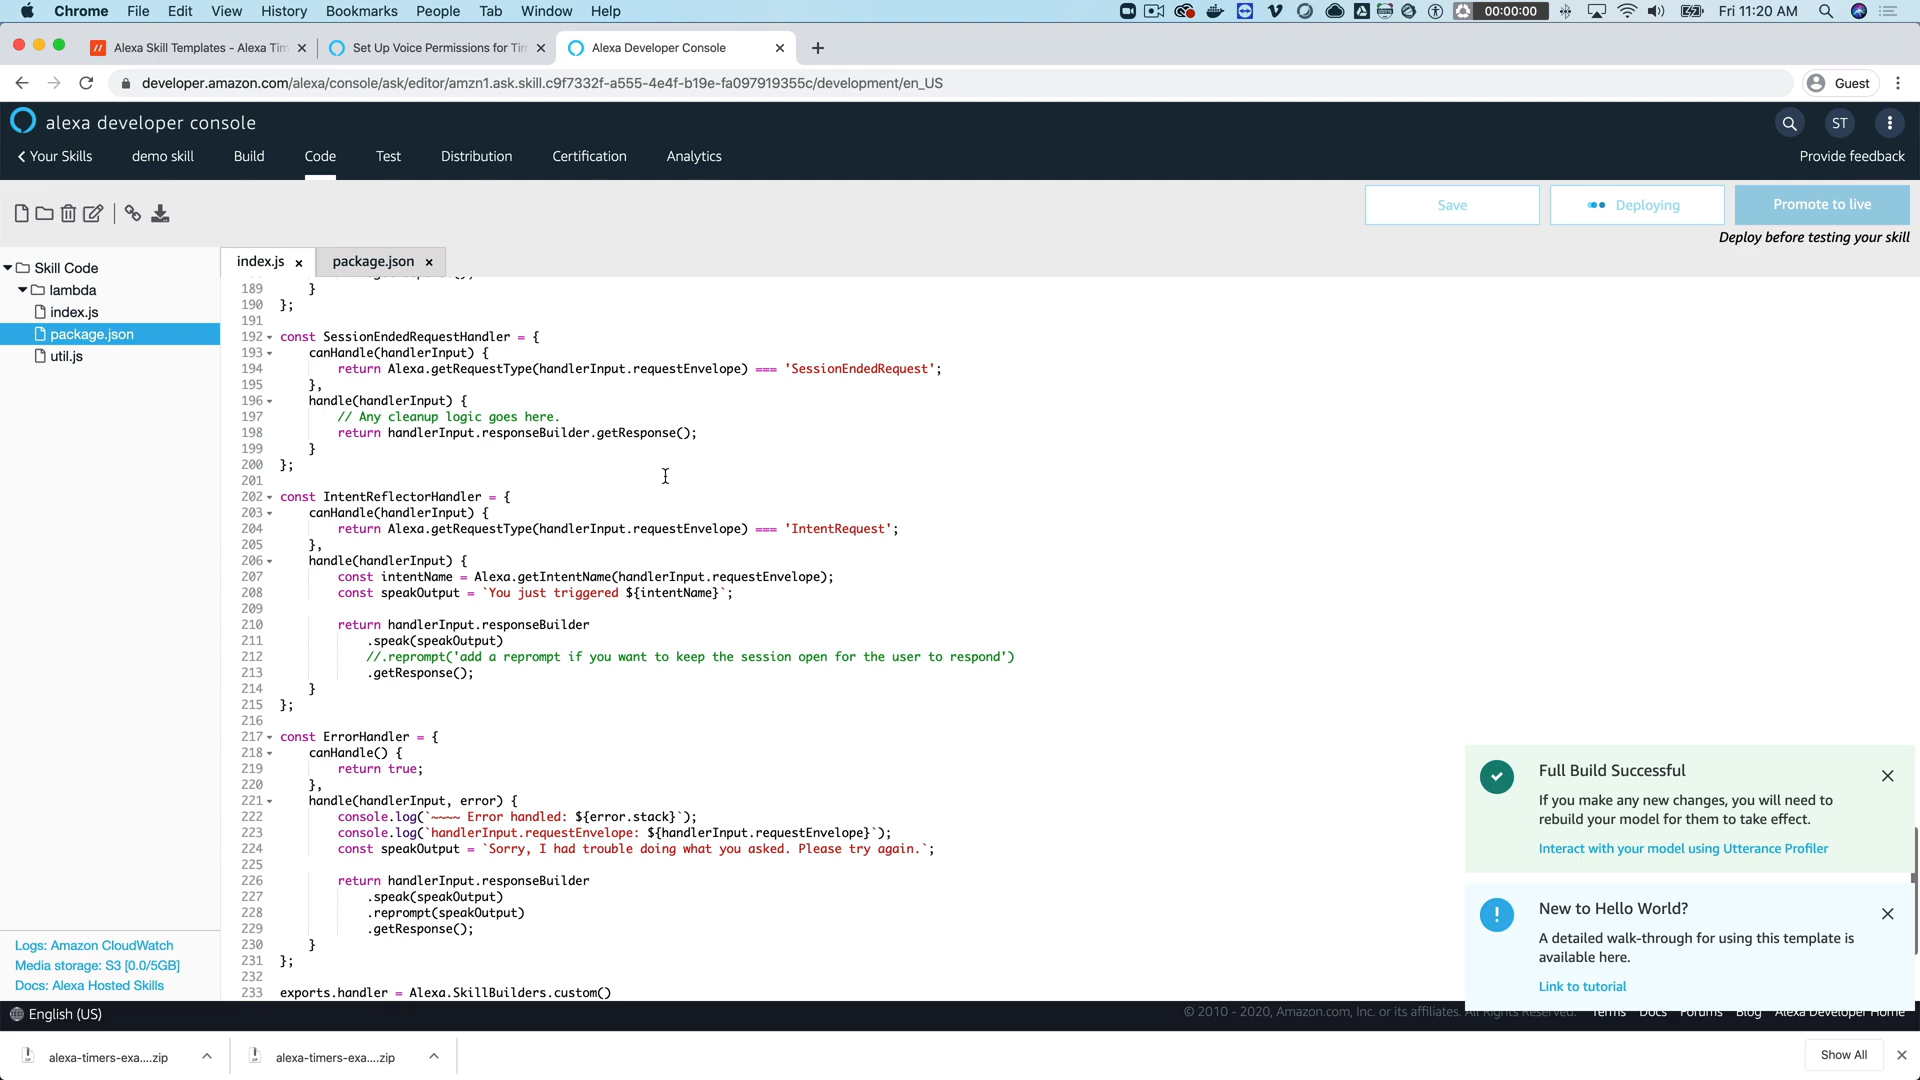 Chrome File Edit View History Bookmarks People Tab Window Help 00:00:00 Fri 11:20 AM
Alexa Skill Templates - Alexa Tim
Set Up Voice Permissions for Tim
Alexa Developer Console
developer.amazon.com/alexa/console/ask/editor/amzn1.ask.skill.c9f7332f-a555-4e4f-b19e-fa097919355c/development/en_US
Guest
alexa developer console
ST
Your Skills demo skill Build Code Test Distribution Certification Analytics
Provide feedback
Save Deploying Promote to live
Deploy before testing your skill
index.js
package.json
Skill Code
lambda
index.js
package.json
util.js
189 }
190 };
191
192 const SessionEndedRequestHandler = {
193 canHandle(handlerInput) {
194 return Alexa.getRequestType(handlerInput.requestEnvelope) === 'SessionEndedRequest';
195 },
196 handle(handlerInput) {
197 // Any cleanup logic goes here.
198 return handlerInput.responseBuilder.getResponse();
199 }
200 };
201
202 const IntentReflectorHandler = {
203 canHandle(handlerInput) {
204 return Alexa.getRequestType(handlerInput.requestEnvelope) === 'IntentRequest';
205 },
206 handle(handlerInput) {
207 const intentName = Alexa.getIntentName(handlerInput.requestEnvelope);
208 const speakOutput = `You just triggered ${intentName}`;
209
210 return handlerInput.responseBuilder
211 .speak(speakOutput)
212 //.reprompt('add a reprompt if you want to keep the session open for the user to respond')
213 .getResponse();
214 }
215 };
216
217 const ErrorHandler = {
218 canHandle() {
219 return true;
220 },
221 handle(handlerInput, error) {
222 console.log(`~~~~ Error handled: ${error.stack}`);
223 console.log(`handlerInput.requestEnvelope: ${handlerInput.requestEnvelope}`);
224 const speakOutput = `Sorry, I had trouble doing what you asked. Please try again.`;
225
226 return handlerInput.responseBuilder
227 .speak(speakOutput)
228 .reprompt(speakOutput)
229 .getResponse();
230 }
231 };
232
233 exports.handler = Alexa.SkillBuilders.custom()
Full Build Successful
If you make any new changes, you will need to
rebuild your model for them to take effect.
Interact with your model using Utterance Profiler
New to Hello World?
A detailed walk-through for using this template is
available here.
Link to tutorial
Logs: Amazon CloudWatch
Media storage: S3 [0.0/5GB]
Docs: Alexa Hosted Skills
English (US)
© 2010 - 2020, Amazon.com, Inc. or its affiliates. All Rights Reserved. Terms Docs Forums Blog Alexa Developer Home
alexa-timers-exa....zip
alexa-timers-exa....zip
Show All